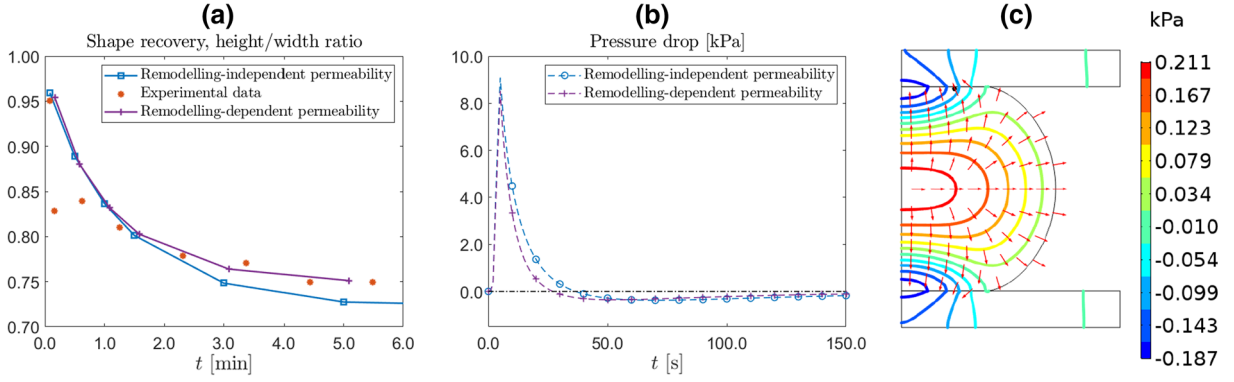 (a)
Shape recovery, height/width ratio
1.00
0.95
0.90
0.85
0.80
0.75
0.70
Remodelling-independent permeability
Experimental data
Remodelling-dependent permeability
0.0 1.0 2.0 3.0 4.0 5.0 6.0
t [min]
(b)
Pressure drop [kPa]
10.0
8.0
6.0
4.0
2.0
0.0
Remodelling-independent permeability
Remodelling-dependent permeability
0.0 50.0 100.0 150.0
t [s]
(c)
kPa
0.211
0.167
0.123
0.079
0.034
-0.010
-0.054
-0.099
-0.143
-0.187